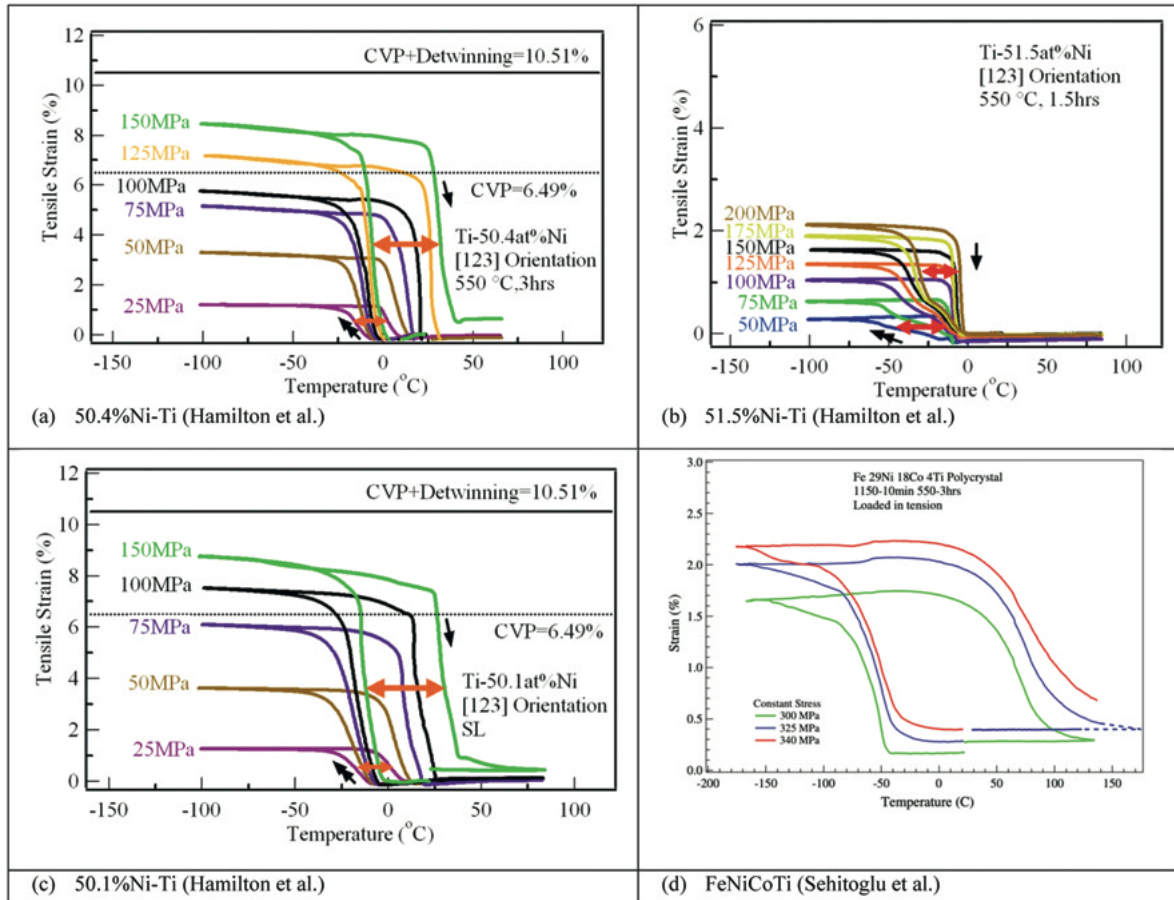 12
10
8
6
4
2
0
Tensile Strain (%)
CVP+Detwinning=10.51%
150MPa
125MPa
CVP=6.49%
100MPa
75MPa
50MPa
25MPa
Ti-50.4at%Ni
[123] Orientation
550 °C,3hrs
-150 -100 -50 0 50 100
Temperature (°C)
(a) 50.4%Ni-Ti (Hamilton et al.)
6
5
4
3
2
1
0
Tensile Strain (%)
Ti-51.5at%Ni
[123] Orientation
550 °C, 1.5hrs
200MPa
175MPa
150MPa
125MPa
100MPa
75MPa
50MPa
-150 -100 -50 0 50 100
Temperature (°C)
(b) 51.5%Ni-Ti (Hamilton et al.)
12
10
8
6
4
2
0
Tensile Strain (%)
CVP+Detwinning=10.51%
150MPa
100MPa
75MPa
CVP=6.49%
50MPa
25MPa
Ti-50.1at%Ni
[123] Orientation
SL
-150 -100 -50 0 50 100
Temperature (°C)
(c) 50.1%Ni-Ti (Hamilton et al.)
3.0
2.5
2.0
1.5
1.0
0.5
0.0
Strain (%)
Fe 29Ni 18Co 4Ti Polycrystal
1150-10min 550-3hrs
Loaded in tension
Constant Stress
300 MPa
325 MPa
340 MPa
-200 -150 -100 -50 0 50 100 150
Temperature (C)
(d) FeNiCoTi (Sehitoglu et al.)